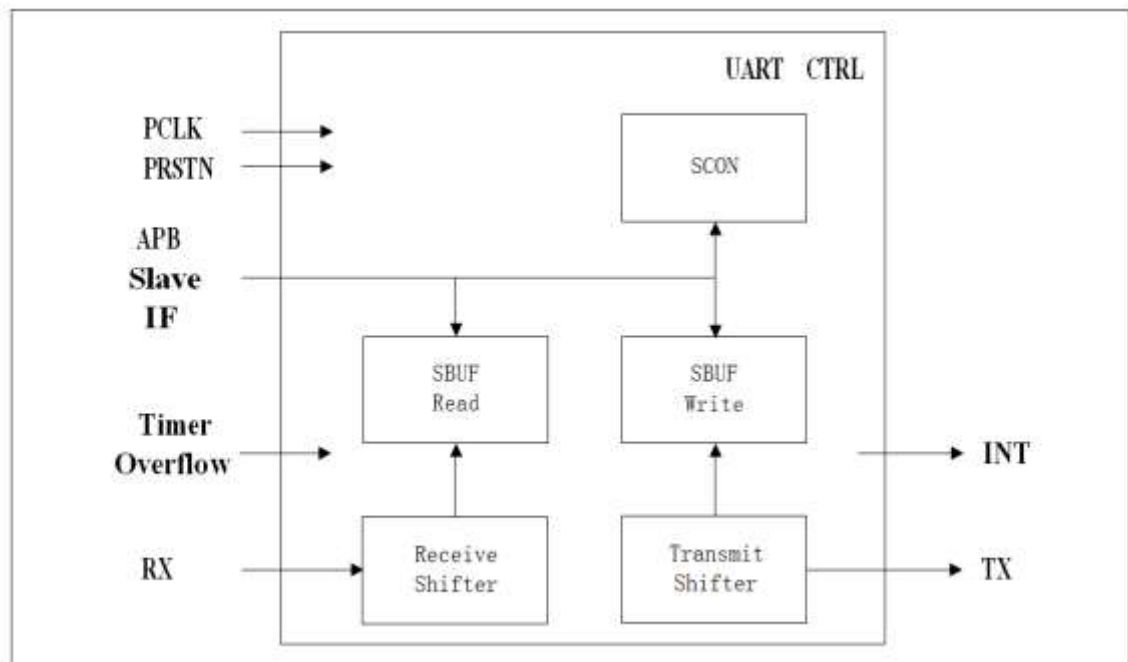 UART CTRL
PCLK
PRSTN
SCON
APB
Slave
IF
SBUF
Read
SBUF
Write
Timer
Overflow
INT
RX
Receive
Shifter
Transmit
Shifter
TX